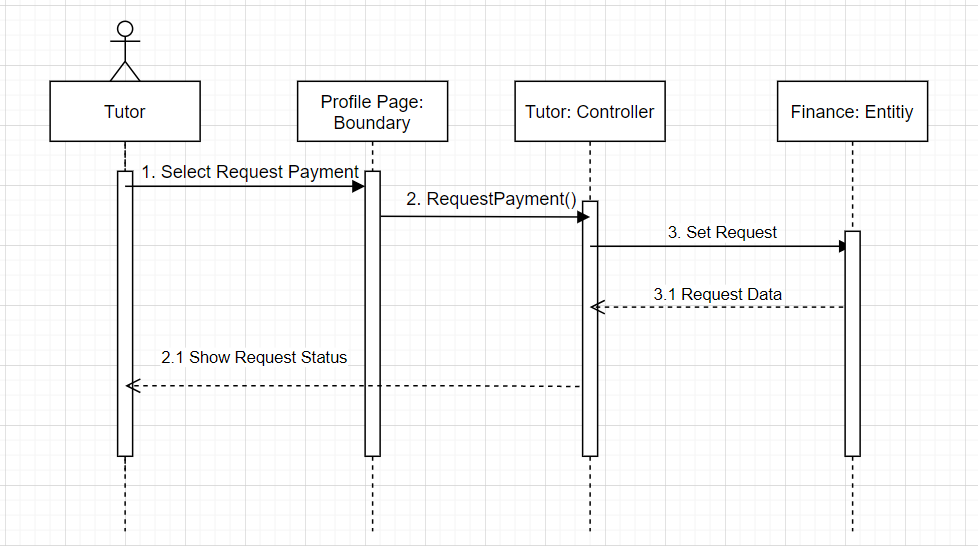 Tutor
Profile Page:
Boundary
Tutor: Controller
Finance: Entitiy
1. Select Request Payment
2. RequestPayment()
3. Set Request
3.1 Request Data
2.1 Show Request Status